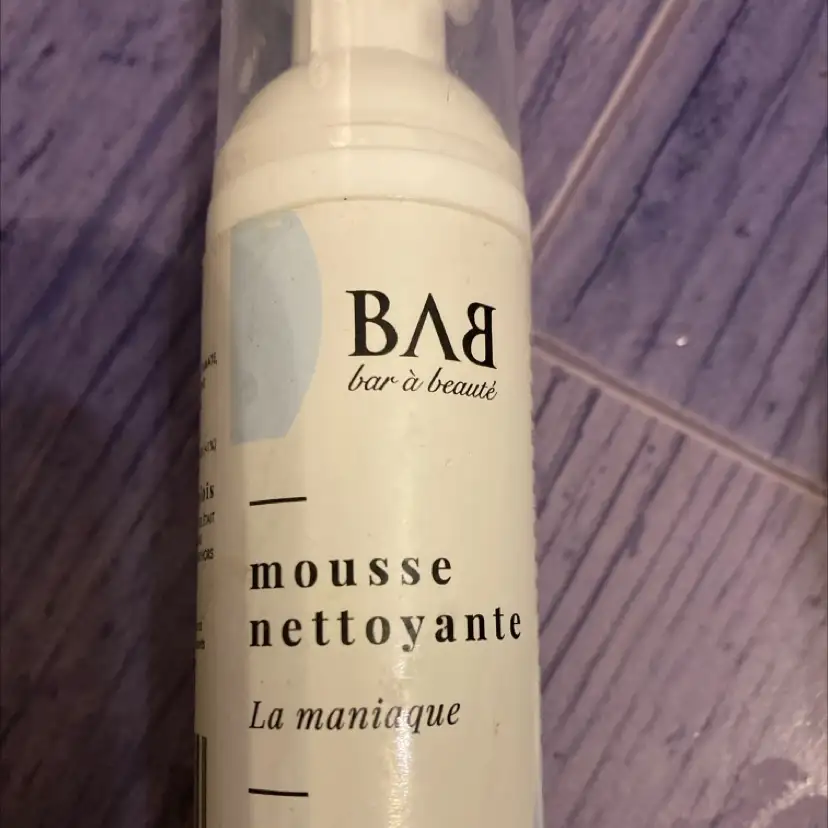 BAB
bar à beauté
mousse
nettoyante
La maniaque